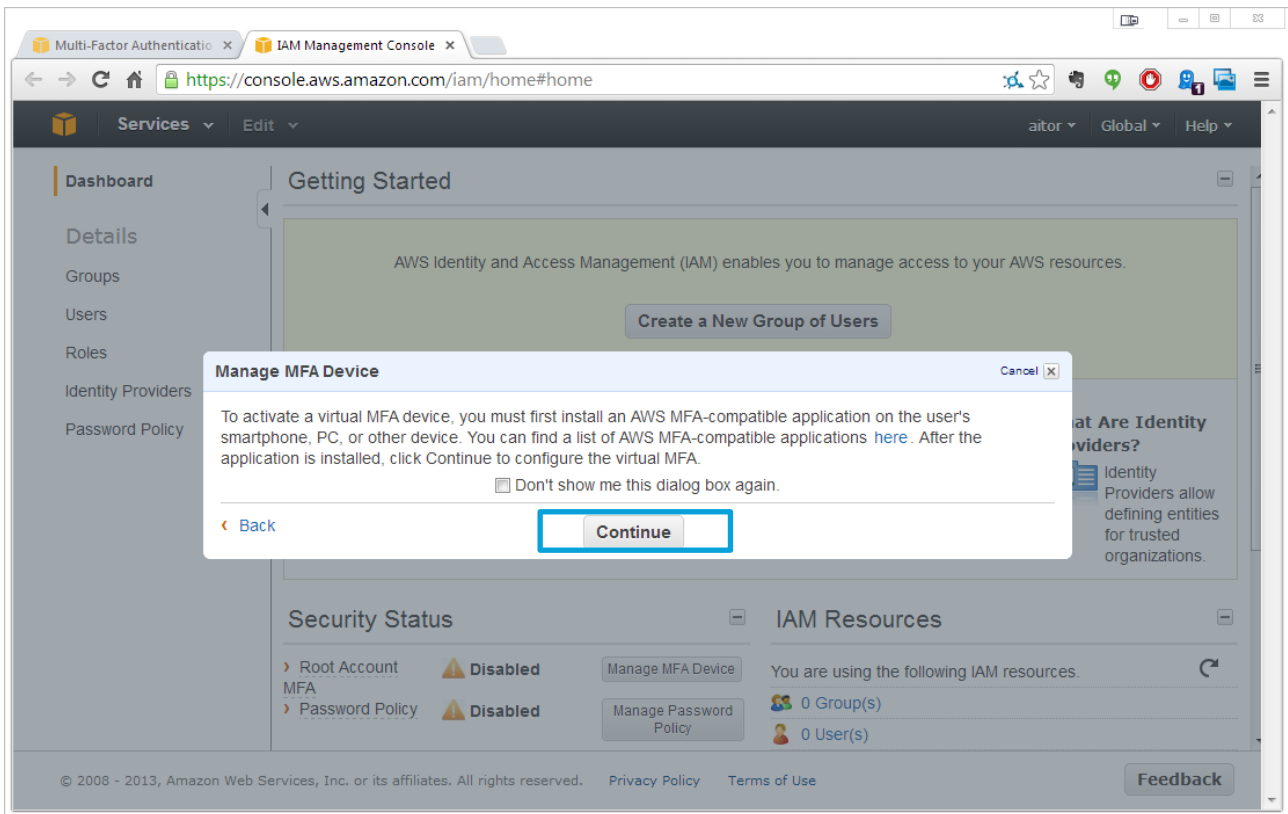 Multi-Factor Authenticatio
IAM Management Console
https://console.aws.amazon.com/iam/home#home
1
Services Edit aitor Global Help
Dashboard
Details
Groups
Users
Roles
Identity Providers
Password Policy
Getting Started
AWS Identity and Access Management (IAM) enables you to manage access to your AWS resources.
Create a New Group of Users
Manage MFA Device
Cancel
To activate a virtual MFA device, you must first install an AWS MFA-compatible application on the user's
smartphone, PC, or other device. You can find a list of AWS MFA-compatible applications here. After the
application is installed, click Continue to configure the virtual MFA.
Don't show me this dialog box again.
Back
Continue
at Are Identity
viders?
Identity
Providers allow
defining entities
for trusted
organizations.
Security Status
Root Account
MFA
Disabled
Manage MFA Device
Password Policy
Disabled
Manage Password
Policy
IAM Resources
You are using the following IAM resources.
0 Group(s)
0 User(s)
© 2008 - 2013, Amazon Web Services, Inc. or its affiliates. All rights reserved. Privacy Policy Terms of Use
Feedback